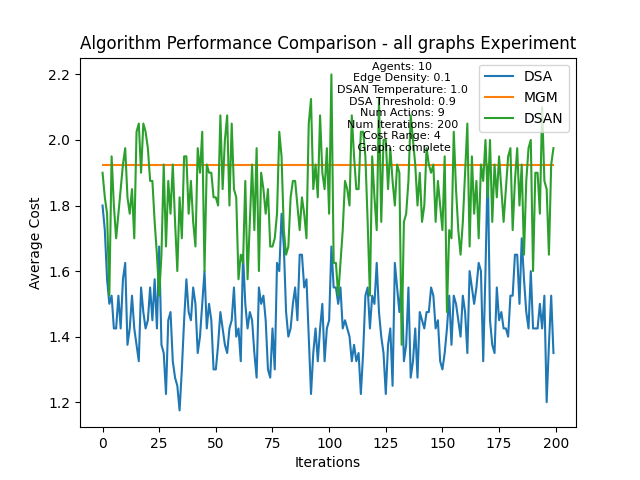 Algorithm Performance Comparison - all graphs Experiment
Agents: 10
Edge Density: 0.1
DSAN Temperature: 1.0
DSA Threshold: 0.9
Num Actions: 9
Num Iterations: 200
Cost Range: 4
Graph: complete
DSA
MGM
DSAN
2.2
2.0
1.8
1.6
1.4
1.2
Average Cost
0 25 50 75 100 125 150 175 200
Iterations